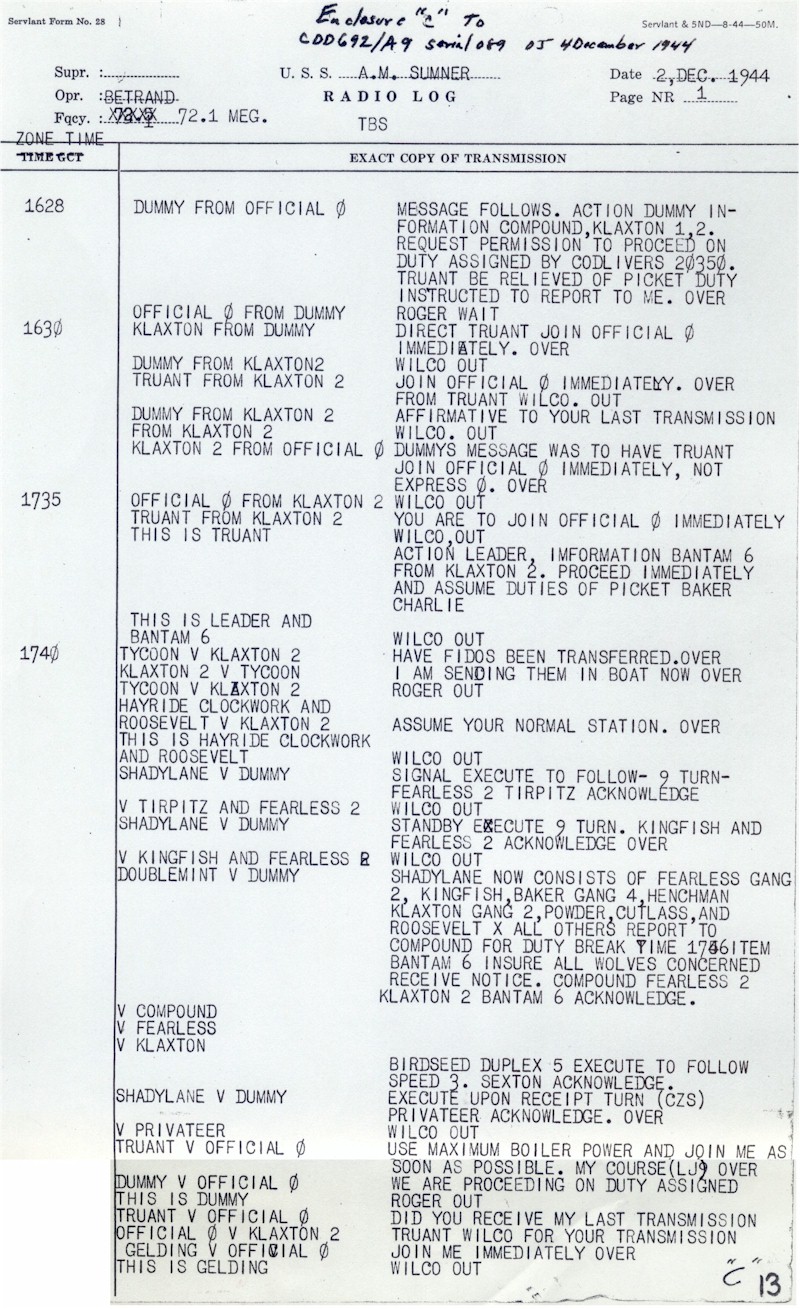 Servlant Form No. 28
Enclosure "C" To
CDD692/A9 serial 089 of 4 December 1944
Servlant & 5ND—8-44—50M.
Supr. :
U. S. S. A.M. SUMNER
Date 2, DEC. 1944
Opr. :BETRAND
RADIO LOG
Page NR 1
Fqcy. : 72.1 MEG.
TBS
ZONE TIME
TIME GCT EXACT COPY OF TRANSMISSION
1628 DUMMY FROM OFFICIAL Ø MESSAGE FOLLOWS. ACTION DUMMY IN-
FORMATION COMPOUND,KLAXTON 1,2.
REQUEST PERMISSION TO PROCEED ON
DUTY ASSIGNED BY CODLIVERS 2Ø35Ø.
TRUANT BE RELIEVED OF PICKET DUTY
INSTRUCTED TO REPORT TO ME. OVER
OFFICIAL Ø FROM DUMMY ROGER WAIT
163Ø KLAXTON FROM DUMMY DIRECT TRUANT JOIN OFFICIAL Ø
IMMEDIATELY. OVER
DUMMY FROM KLAXTON2 WILCO OUT
TRUANT FROM KLAXTON 2 JOIN OFFICIAL Ø IMMEDIATELY. OVER
FROM TRUANT WILCO. OUT
DUMMY FROM KLAXTON 2 AFFIRMATIVE TO YOUR LAST TRANSMISSION
FROM KLAXTON 2 WILCO. OUT
KLAXTON 2 FROM OFFICIAL Ø DUMMYS MESSAGE WAS TO HAVE TRUANT
JOIN OFFICIAL Ø IMMEDIATELY, NOT
EXPRESS Ø. OVER
1735 OFFICIAL Ø FROM KLAXTON 2 WILCO OUT
TRUANT FROM KLAXTON 2 YOU ARE TO JOIN OFFICIAL Ø IMMEDIATELY
THIS IS TRUANT WILCO,OUT
ACTION LEADER, IMFORMATION BANTAM 6
FROM KLAXTON 2. PROCEED IMMEDIATELY
AND ASSUME DUTIES OF PICKET BAKER
CHARLIE
THIS IS LEADER AND
BANTAM 6 WILCO OUT
174Ø TYCOON V KLAXTON 2 HAVE FIDOS BEEN TRANSFERRED.OVER
KLAXTON 2 V TYCOON I AM SENDING THEM IN BOAT NOW OVER
TYCOON V KLAXTON 2 ROGER OUT
HAYRIDE CLOCKWORK AND
ROOSEVELT V KLAXTON 2 ASSUME YOUR NORMAL STATION. OVER
THIS IS HAYRIDE CLOCKWORK
AND ROOSEVELT WILCO OUT
SHADYLANE V DUMMY SIGNAL EXECUTE TO FOLLOW- 9 TURN-
FEARLESS 2 TIRPITZ ACKNOWLEDGE
V TIRPITZ AND FEARLESS 2 WILCO OUT
SHADYLANE V DUMMY STANDBY EXECUTE 9 TURN. KINGFISH AND
FEARLESS 2 ACKNOWLEDGE OVER
V KINGFISH AND FEARLESS 2 WILCO OUT
DOUBLEMINT V DUMMY SHADYLANE NOW CONSISTS OF FEARLESS GANG
2, KINGFISH,BAKER GANG 4,HENCHMAN
KLAXTON GANG 2,POWDER,CUTLASS,AND
ROOSEVELT X ALL OTHERS REPORT TO
COMPOUND FOR DUTY BREAK TIME 1746ITEM
BANTAM 6 INSURE ALL WOLVES CONCERNED
RECEIVE NOTICE. COMPOUND FEARLESS 2
KLAXTON 2 BANTAM 6 ACKNOWLEDGE.
V COMPOUND
V FEARLESS
V KLAXTON
BIRDSEED DUPLEX 5 EXECUTE TO FOLLOW
SPEED 3. SEXTON ACKNOWLEDGE.
SHADYLANE V DUMMY EXECUTE UPON RECEIPT TURN (CZS)
PRIVATEER ACKNOWLEDGE. OVER
V PRIVATEER WILCO OUT
TRUANT V OFFICIAL Ø USE MAXIMUM BOILER POWER AND JOIN ME AS
SOON AS POSSIBLE. MY COURSE(LJ9 OVER
DUMMY V OFFICIAL Ø WE ARE PROCEEDING ON DUTY ASSIGNED
THIS IS DUMMY ROGER OUT
TRUANT V OFFICIAL Ø DID YOU RECEIVE MY LAST TRANSMISSION
OFFICIAL Ø V KLAXTON 2 TRUANT WILCO FOR YOUR TRANSMISSION
GELDING V OFFICIAL Ø JOIN ME IMMEDIATELY OVER
THIS IS GELDING WILCO OUT
"C" 13